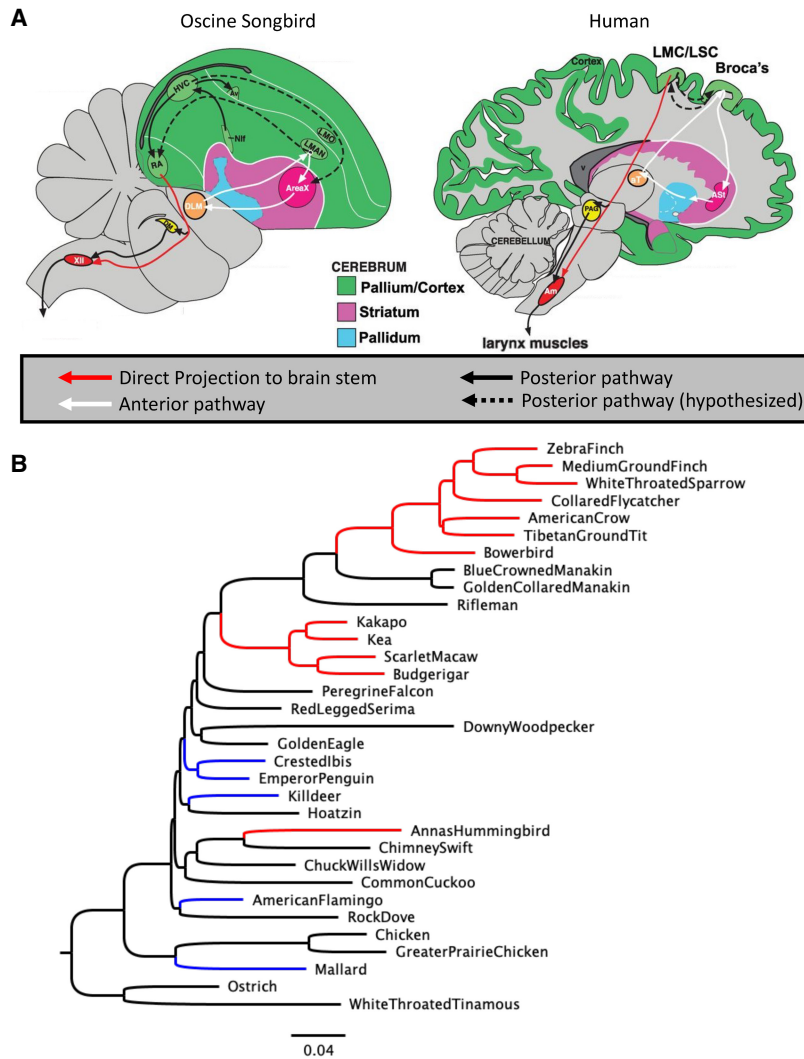 A
Oscine Songbird
Human
LMC/LSC
Broca's
Cortex
HVC
AV
NIf
LMO
LMAN
RA
AreaX
DLM
DM
XII
v
aT
ASt
PAG
CEREBELLUM
Am
larynx muscles
CEREBRUM
Pallium/Cortex
Striatum
Pallidum
Direct Projection to brain stem
Posterior pathway
Anterior pathway
Posterior pathway (hypothesized)
B
ZebraFinch
MediumGroundFinch
WhiteThroatedSparrow
CollaredFlycatcher
AmericanCrow
TibetanGroundTit
Bowerbird
BlueCrownedManakin
GoldenCollaredManakin
Rifleman
Kakapo
Kea
ScarletMacaw
Budgerigar
PeregrineFalcon
RedLeggedSerima
DownyWoodpecker
GoldenEagle
CrestedIbis
EmperorPenguin
Killdeer
Hoatzin
AnnasHummingbird
ChimneySwift
ChuckWillsWidow
CommonCuckoo
AmericanFlamingo
RockDove
Chicken
GreaterPrairieChicken
Mallard
Ostrich
WhiteThroatedTinamous
0.04